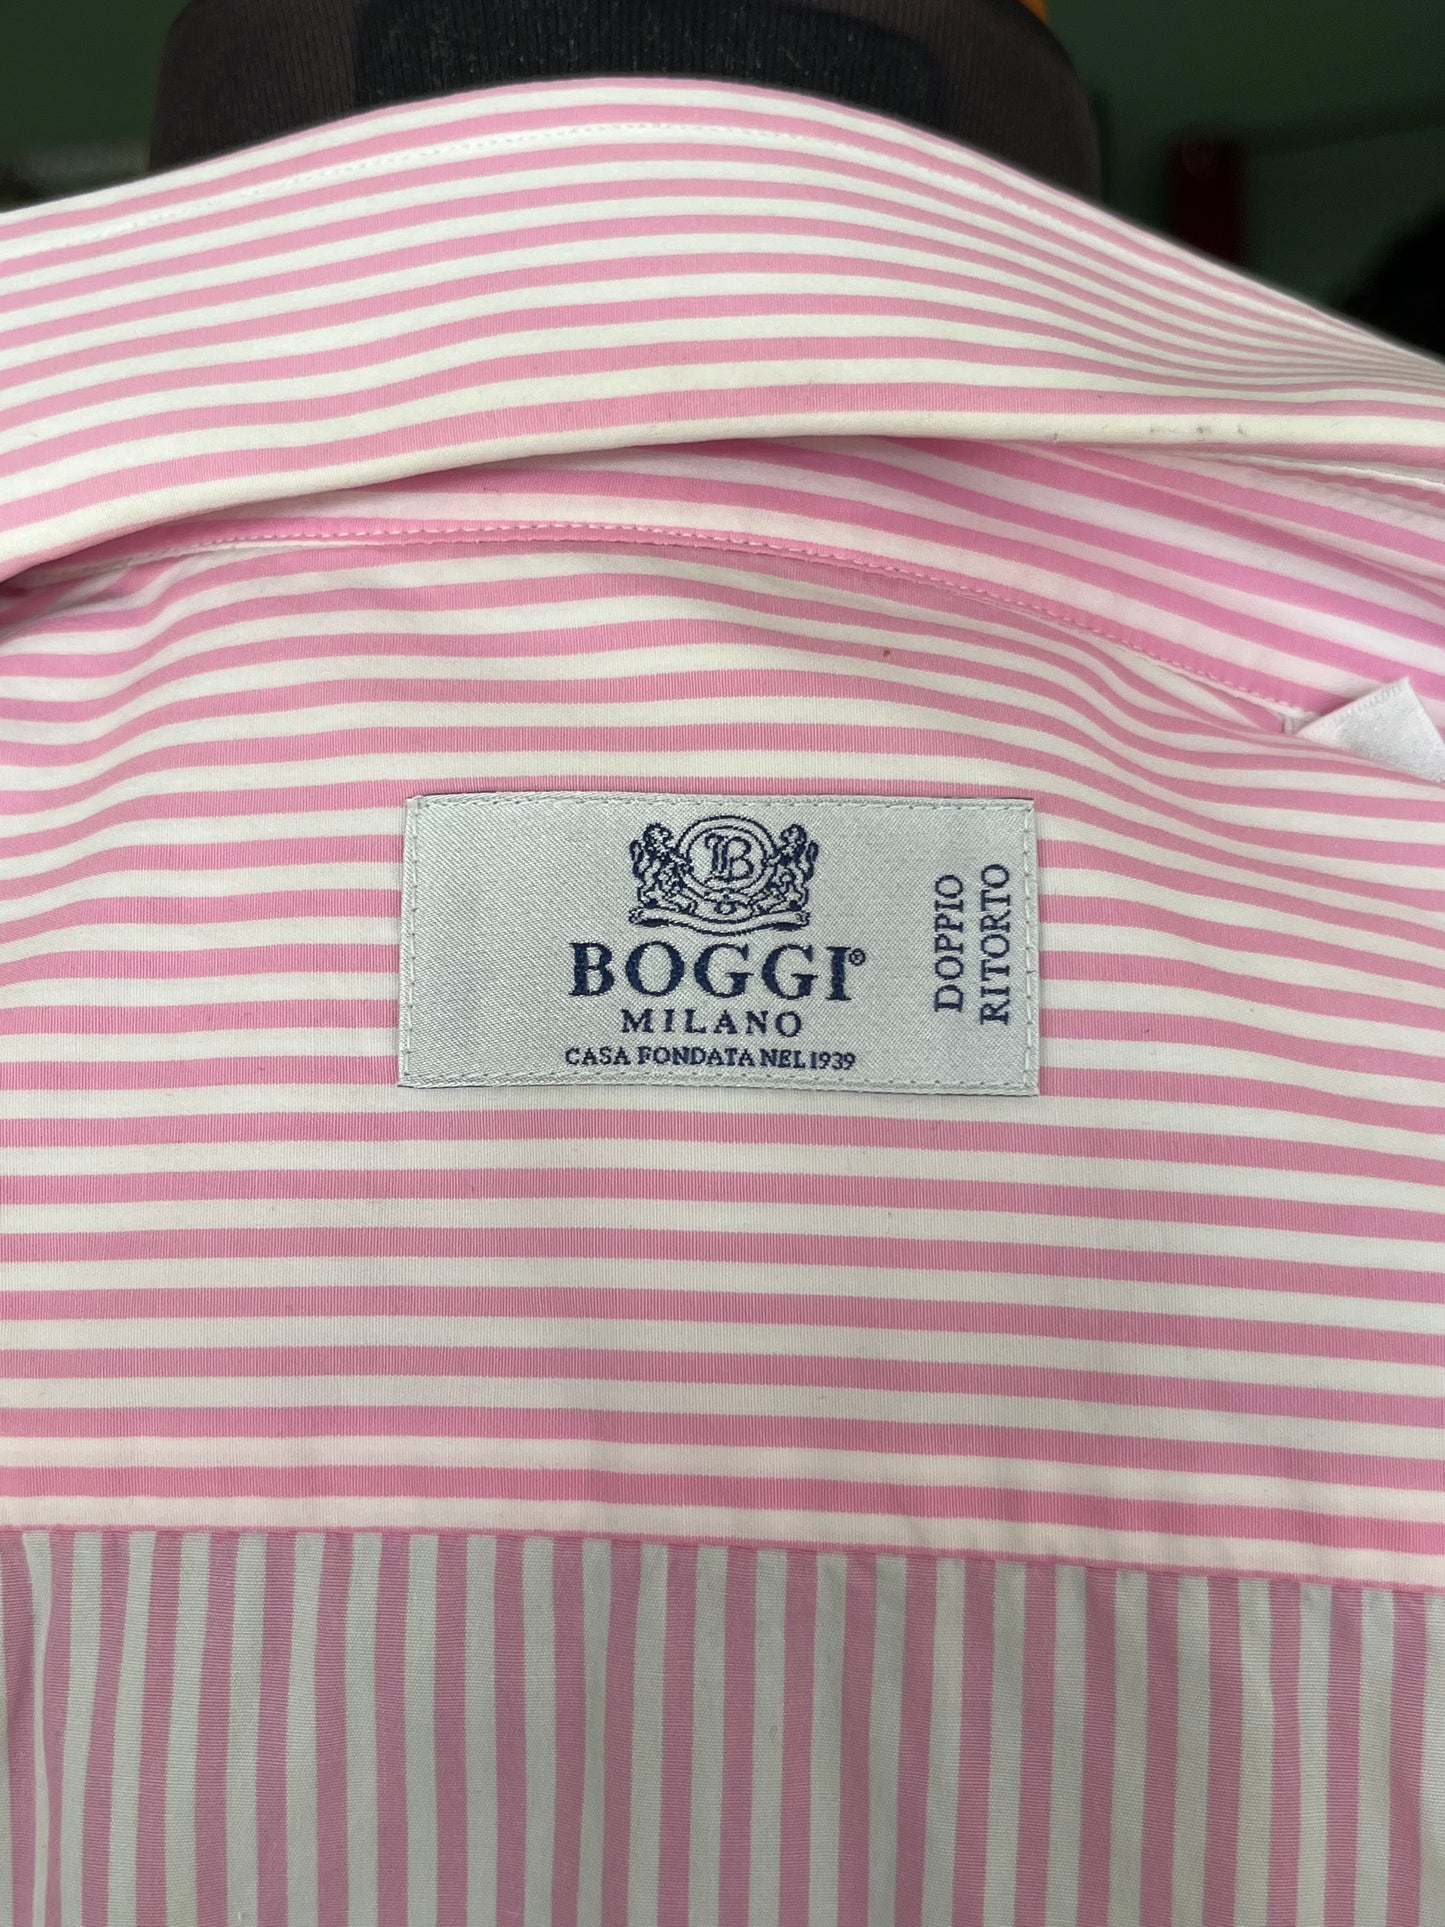 B
BOGGI®
MILANO
CASA FONDATA NEL 1939
DOPPIO
RITORTO